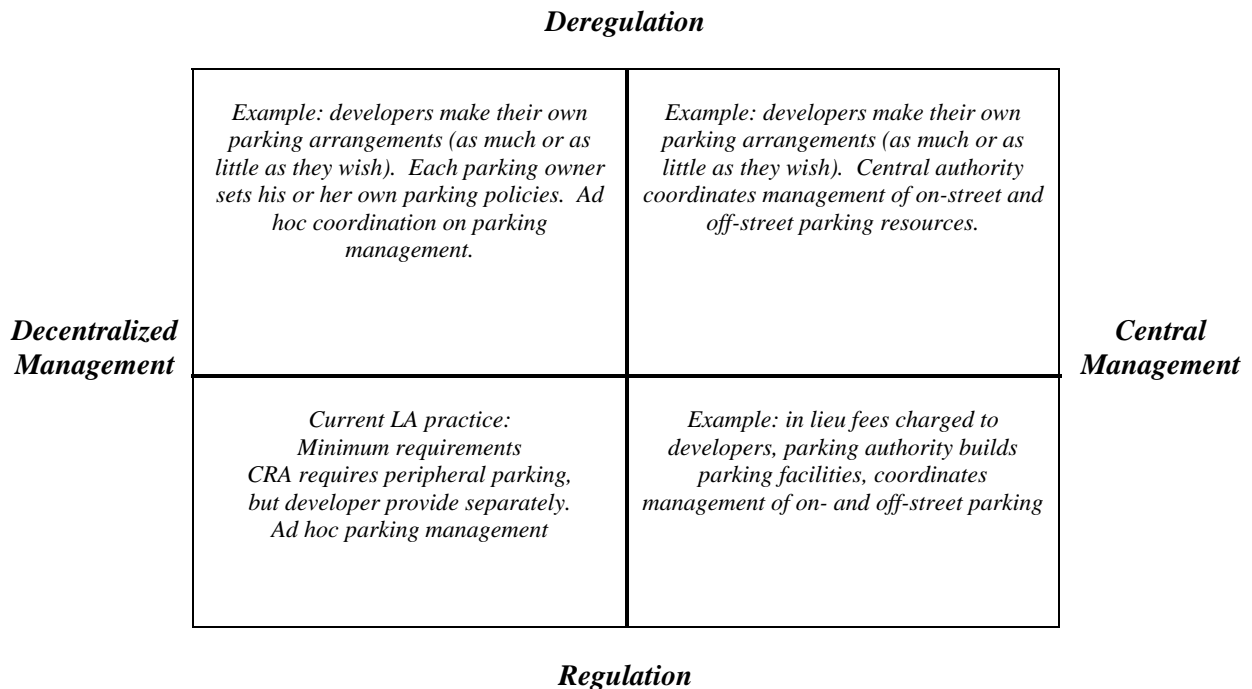 Deregulation
Example: developers make their own
parking arrangements (as much or as
little as they wish).  Each parking owner
sets his or her own parking policies.  Ad
hoc coordination on parking
management.
Example: developers make their own
parking arrangements (as much or as
little as they wish).  Central authority
coordinates management of on-street and
off-street parking resources.
Decentralized
Management
Central
Management
Current LA practice:
Minimum requirements
CRA requires peripheral parking,
but developer provide separately.
Ad hoc parking management
Example: in lieu fees charged to
developers, parking authority builds
parking facilities, coordinates
management of on- and off-street parking
Regulation